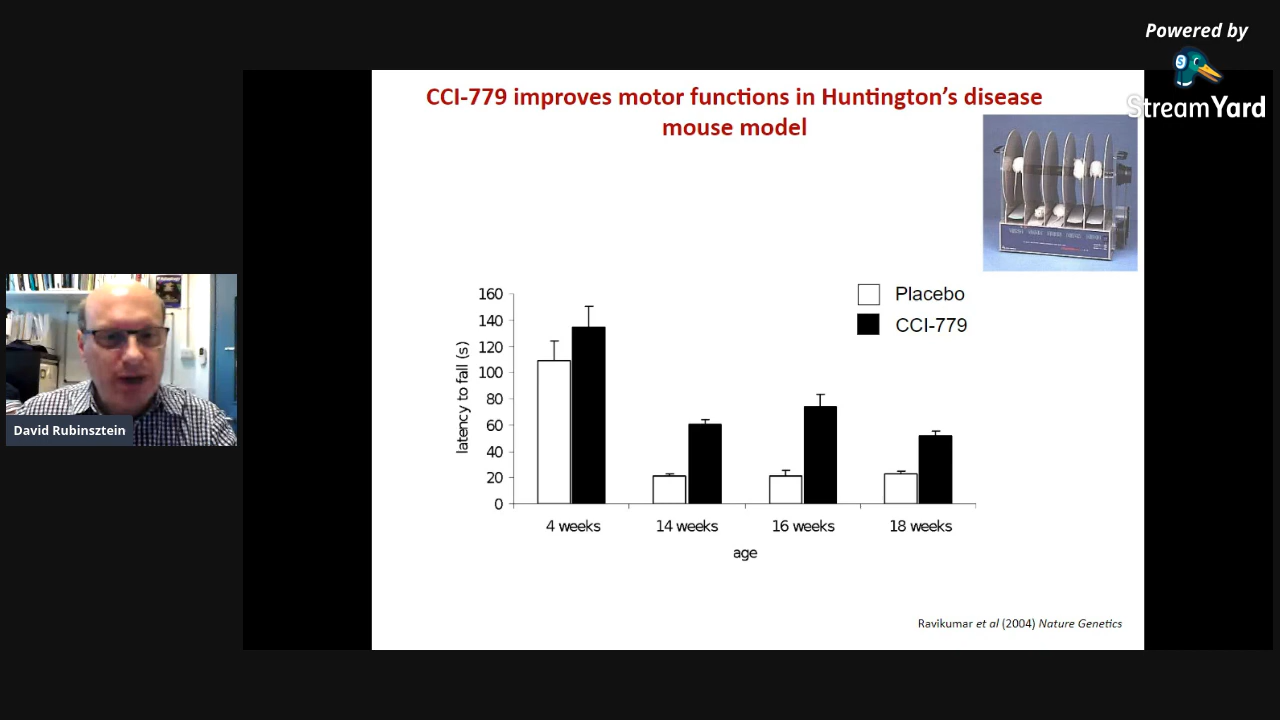 Powered by
StreamYard
CCI-779 improves motor functions in Huntington’s disease
mouse model
Placebo
CCI-779
latency to fall (s)
160
140
120
100
80
60
40
20
0
4 weeks
14 weeks
16 weeks
18 weeks
age
David Rubinsztein
Ravikumar et al (2004) Nature Genetics